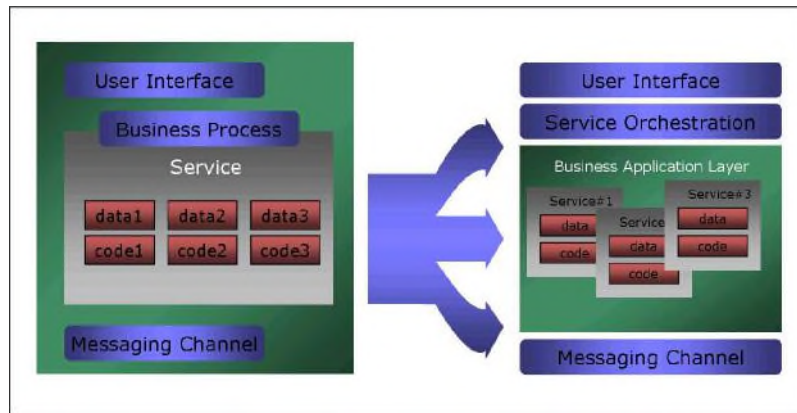 User Interface
Business Process
Service
data1 data2 data3
code1 code2 code3
Messaging Channel
User Interface
Service Orchestration
Business Application Layer
Service#1
data
code
Service
data
code
Service#3
data
code
Messaging Channel